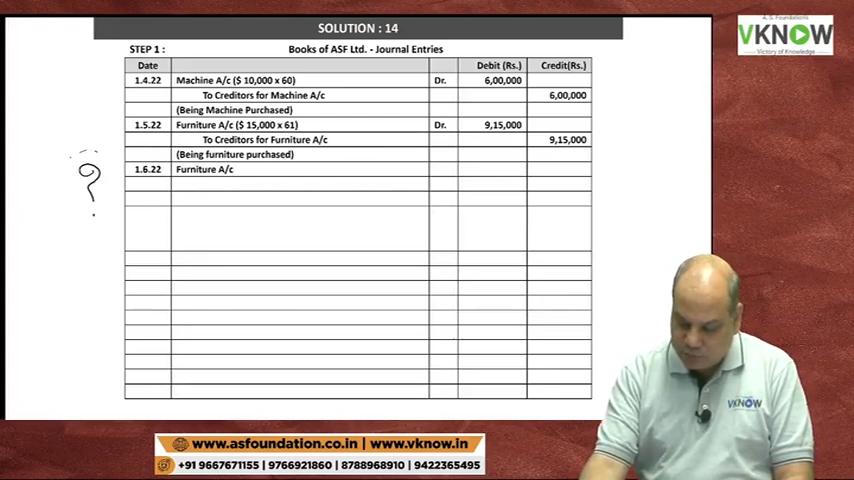 SOLUTION : 14
A. S. Foundation's
VKNOW
Victory of Knowledge
STEP 1 : Books of ASF Ltd. - Journal Entries
Date Debit (Rs.) Credit(Rs.)
1.4.22 Machine A/c ($ 10,000 x 60) Dr. 6,00,000
To Creditors for Machine A/c 6,00,000
(Being Machine Purchased)
1.5.22 Furniture A/c ($ 15,000 x 61) Dr. 9,15,000
To Creditors for Furniture A/c 9,15,000
(Being furniture purchased)
?
1.6.22 Furniture A/c
VKNOW
www.asfoundation.co.in | www.vknow.in
+91 9667671155 | 9766921860 | 8788968910 | 9422365495